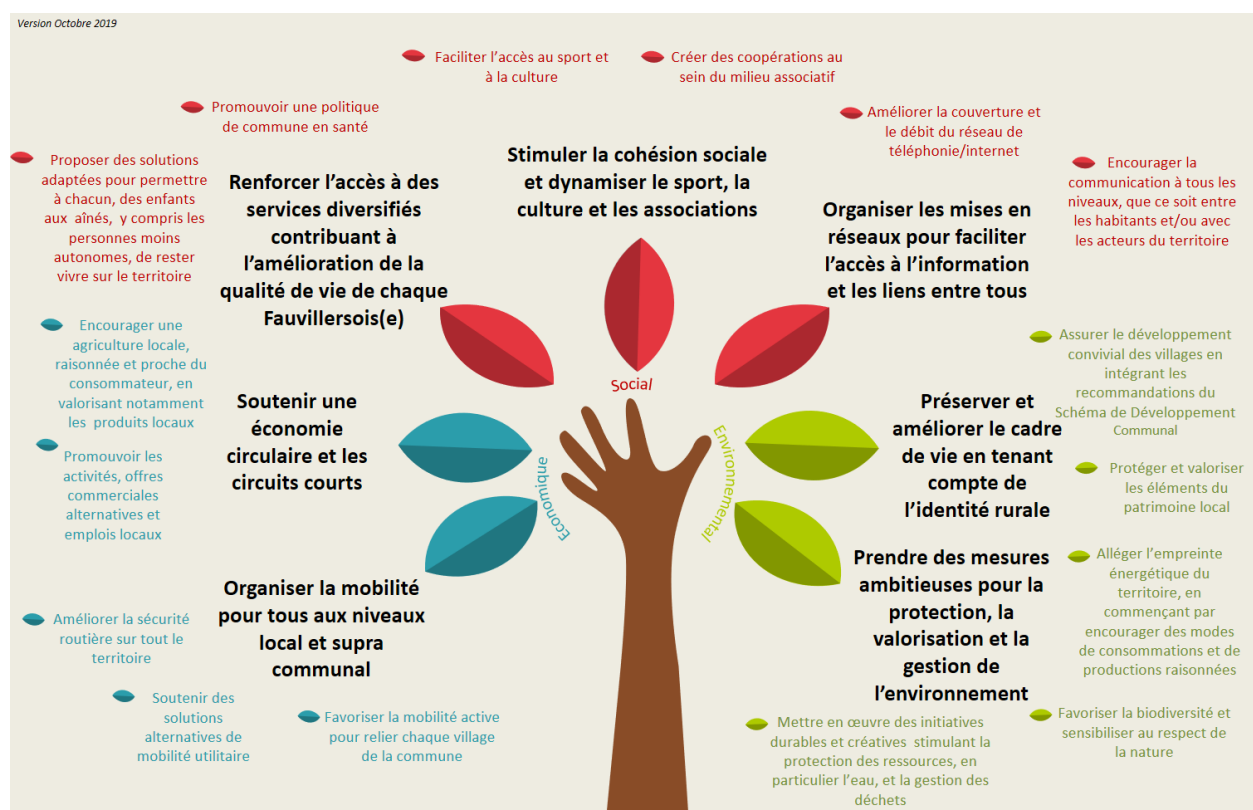 Version Octobre 2019
Faciliter l’accès au sport et
à la culture
Créer des coopérations au
sein du milieu associatif
Promouvoir une politique
de commune en santé
Améliorer la couverture et
le débit du réseau de
téléphonie/internet
Proposer des solutions
adaptées pour permettre
à chacun, des enfants
aux aînés, y compris les
personnes moins
autonomes, de rester
vivre sur le territoire
Renforcer l’accès à des
services diversifiés
contribuant à
l’amélioration de la
qualité de vie de chaque
Fauvillersois(e)
Stimuler la cohésion sociale
et dynamiser le sport, la
culture et les associations
Organiser les mises en
réseaux pour faciliter
l’accès à l’information
et les liens entre tous
Encourager la
communication à tous les
niveaux, que ce soit entre
les habitants et/ou avec
les acteurs du territoire
Social
Encourager une
agriculture locale,
raisonnée et proche du
consommateur, en
valorisant notamment
les produits locaux
Promouvoir les
activités, offres
commerciales
alternatives et
emplois locaux
Soutenir une
économie
circulaire et les
circuits courts
Economique
Environnemental
Préserver et
améliorer le cadre
de vie en tenant
compte de
l’identité rurale
Assurer le développement
convivial des villages en
intégrant les
recommandations du
Schéma de Développement
Communal
Protéger et valoriser
les éléments du
patrimoine local
Organiser la mobilité
pour tous aux niveaux
local et supra
communal
Prendre des mesures
ambitieuses pour la
protection, la
valorisation et la
gestion de
l’environnement
Alléger l’empreinte
énergétique du
territoire, en
commençant par
encourager des modes
de consommations et de
productions raisonnées
Améliorer la sécurité
routière sur tout le
territoire
Soutenir des
solutions
alternatives de
mobilité utilitaire
Favoriser la mobilité active
pour relier chaque village
de la commune
Mettre en œuvre des initiatives
durables et créatives stimulant la
protection des ressources, en
particulier l’eau, et la gestion des
déchets
Favoriser la biodiversité et
sensibiliser au respect de
la nature